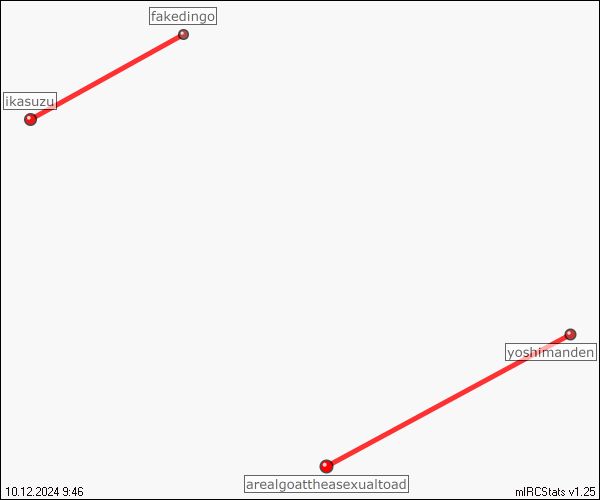 fakedingo
ikasuzu
yoshimanden
arealgoattheasexualtoad
10.12.2024 9:46
mIRCStats v1.25